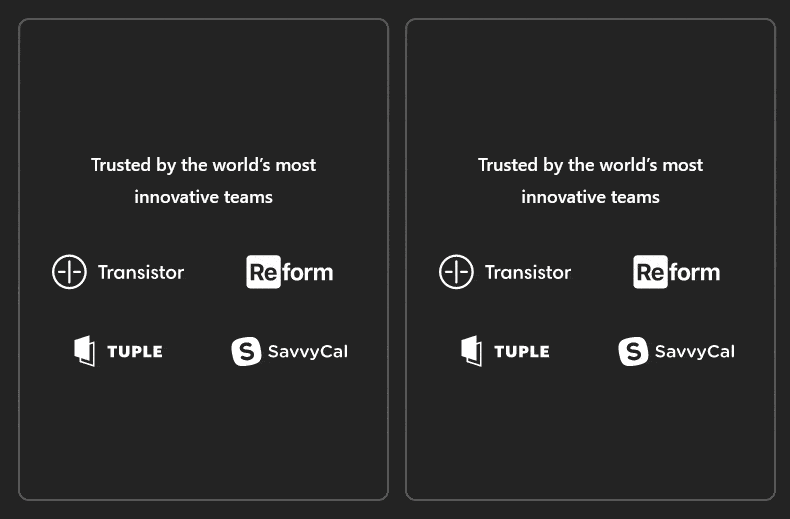 Trusted by the world's most
innovative teams
Transistor
Reform
TUPLE
S SavvyCal
Trusted by the world's most
innovative teams
Transistor
Reform
TUPLE
S SavvyCal